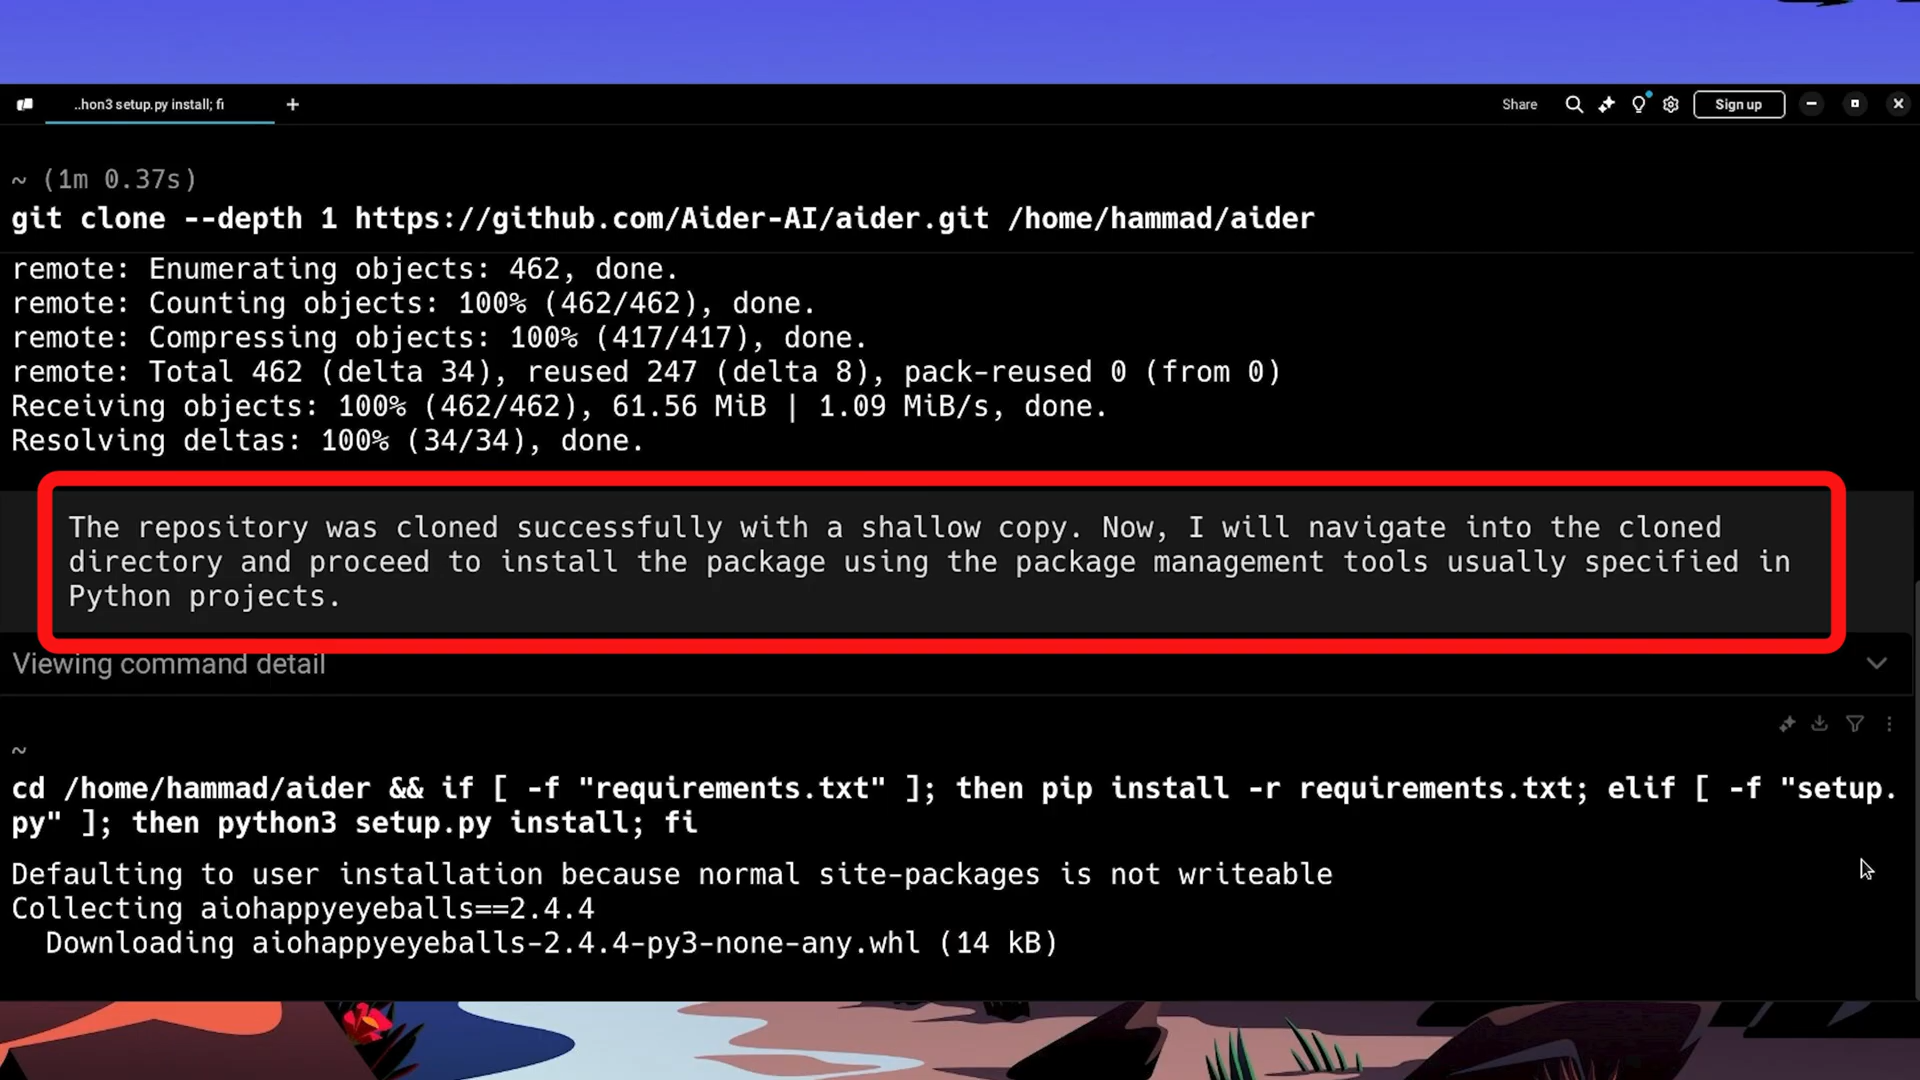 ..hon3 setup.py install; fi
+
Share
Sign up
~ (1m 0.37s)
git clone --depth 1 https://github.com/Aider-AI/aider.git /home/hammad/aider
remote: Enumerating objects: 462, done.
remote: Counting objects: 100% (462/462), done.
remote: Compressing objects: 100% (417/417), done.
remote: Total 462 (delta 34), reused 247 (delta 8), pack-reused 0 (from 0)
Receiving objects: 100% (462/462), 61.56 MiB | 1.09 MiB/s, done.
Resolving deltas: 100% (34/34), done.
The repository was cloned successfully with a shallow copy. Now, I will navigate into the cloned
directory and proceed to install the package using the package management tools usually specified in
Python projects.
Viewing command detail
~
cd /home/hammad/aider && if [ -f "requirements.txt" ]; then pip install -r requirements.txt; elif [ -f "setup.
py" ]; then python3 setup.py install; fi
Defaulting to user installation because normal site-packages is not writeable
Collecting aiohappyeyeballs==2.4.4
  Downloading aiohappyeyeballs-2.4.4-py3-none-any.whl (14 kB)